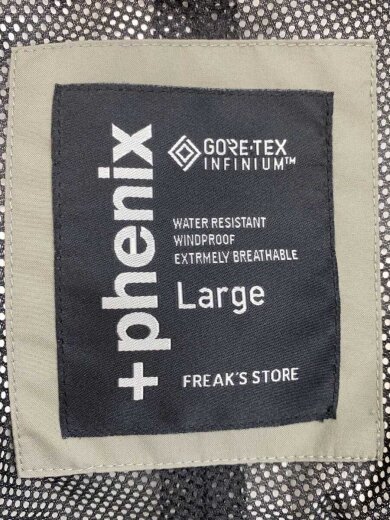 +phenix
GORE-TEX
INFINIUM™
WATER RESISTANT
WINDPROOF
EXTRMELY BREATHABLE
Large
FREAK'S STORE